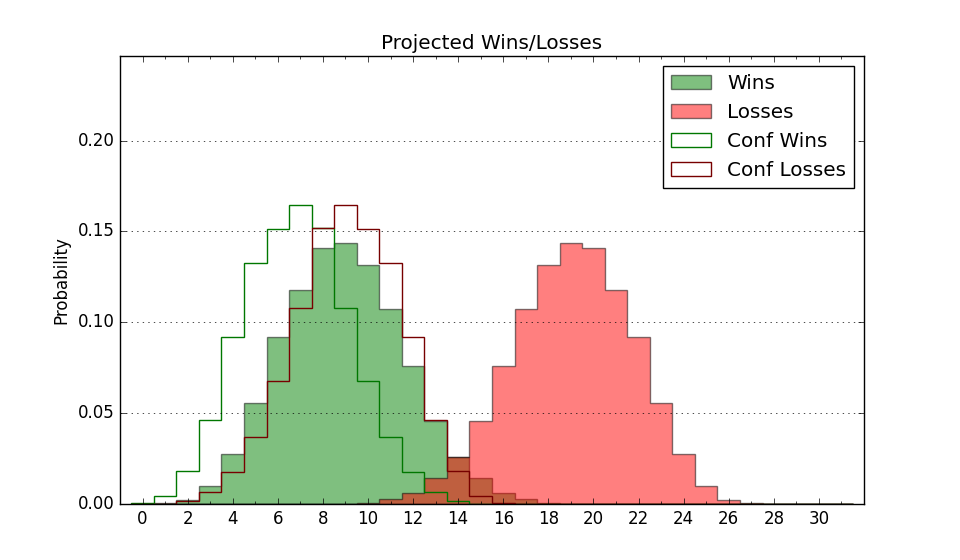 Projected Wins/Losses
Wins
Losses
Conf Wins
Conf Losses
Probability
0.20
0.15
0.10
0.05
0.00
0 2 4 6 8 10 12 14 16 18 20 22 24 26 28 30